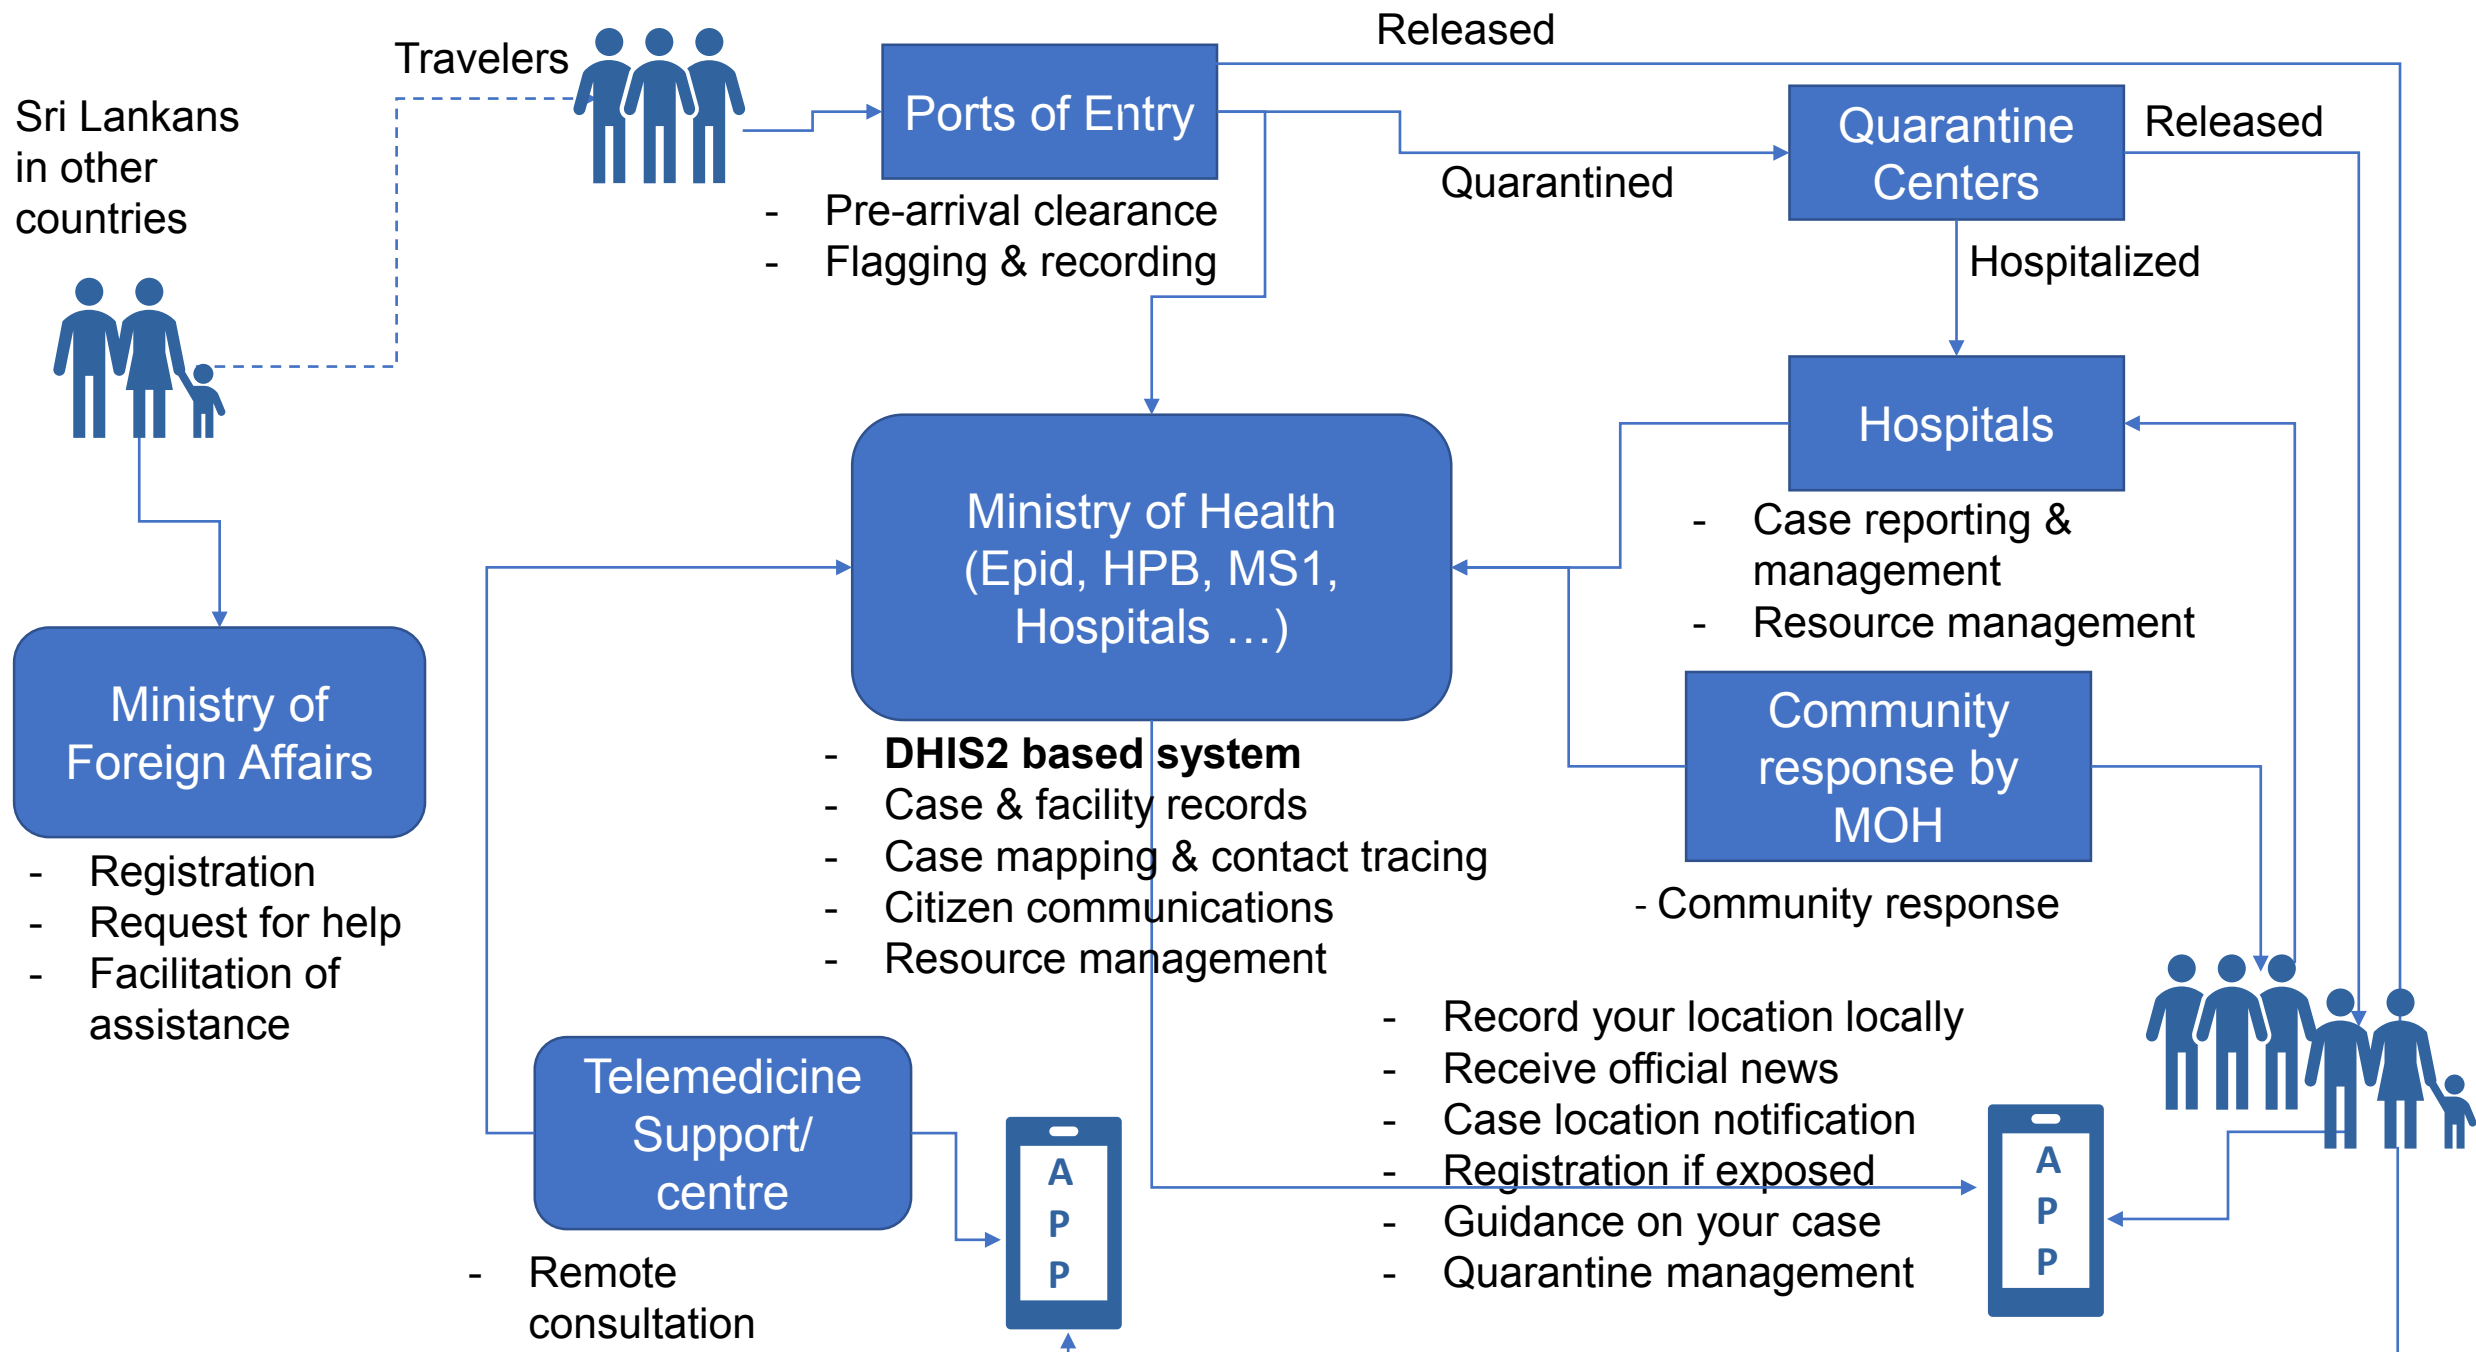 Released
Travelers
Sri Lankans
in other
countries
Ports of Entry
- Pre-arrival clearance
- Flagging & recording
Quarantined
Quarantine
Centers
Released
Hospitalized
Hospitals
- Case reporting &
management
- Resource management
Ministry of Health
(Epid, HPB, MS1,
Hospitals …)
- DHIS2 based system
- Case & facility records
- Case mapping & contact tracing
- Citizen communications
- Resource management
Ministry of
Foreign Affairs
- Registration
- Request for help
- Facilitation of
assistance
Community
response by
MOH
- Community response
Telemedicine
Support/
centre
- Remote
consultation
A
P
P
- Record your location locally
- Receive official news
- Case location notification
- Registration if exposed
- Guidance on your case
- Quarantine management
A
P
P